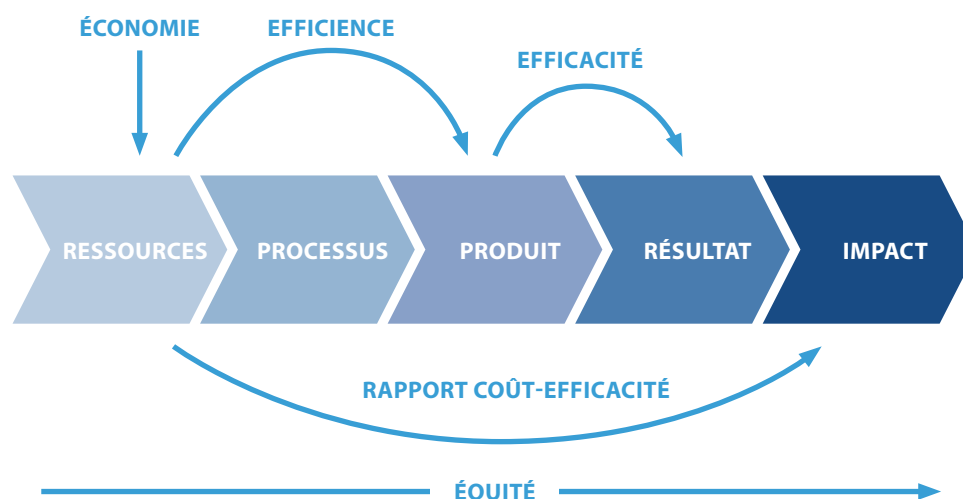 ÉCONOMIE
EFFICIENCE
EFFICACITÉ
RESSOURCES
PROCESSUS
PRODUIT
RÉSULTAT
IMPACT
RAPPORT COÛT-EFFICACITÉ
ÉQUITÉ